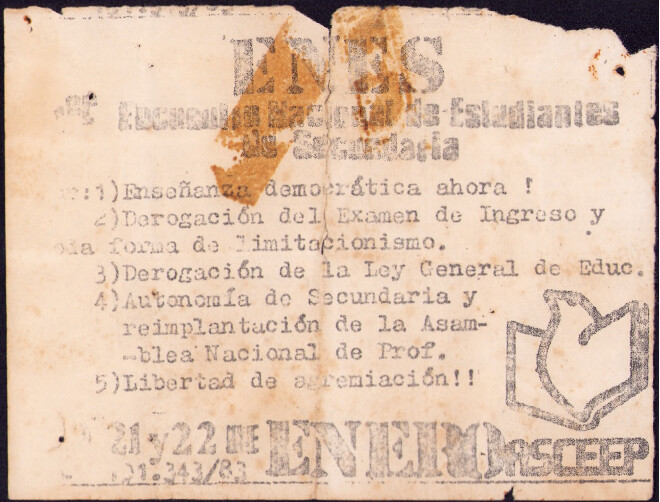 ENES
Encuentro Nacional de Estudiantes
de Secundaria
1)Enseñanza democrática ahora !
2)Derogación del Examen de Ingreso y
forma de limitacionismo.
3)Derogación de la Ley General de Educ.
4)Autonomía de Secundaria y
reimplantación de la Asam-
-blea Nacional de Prof.
5)Libertad de agremiación!!
21 y 22 DE ENERO
ASCEEP
.343/83